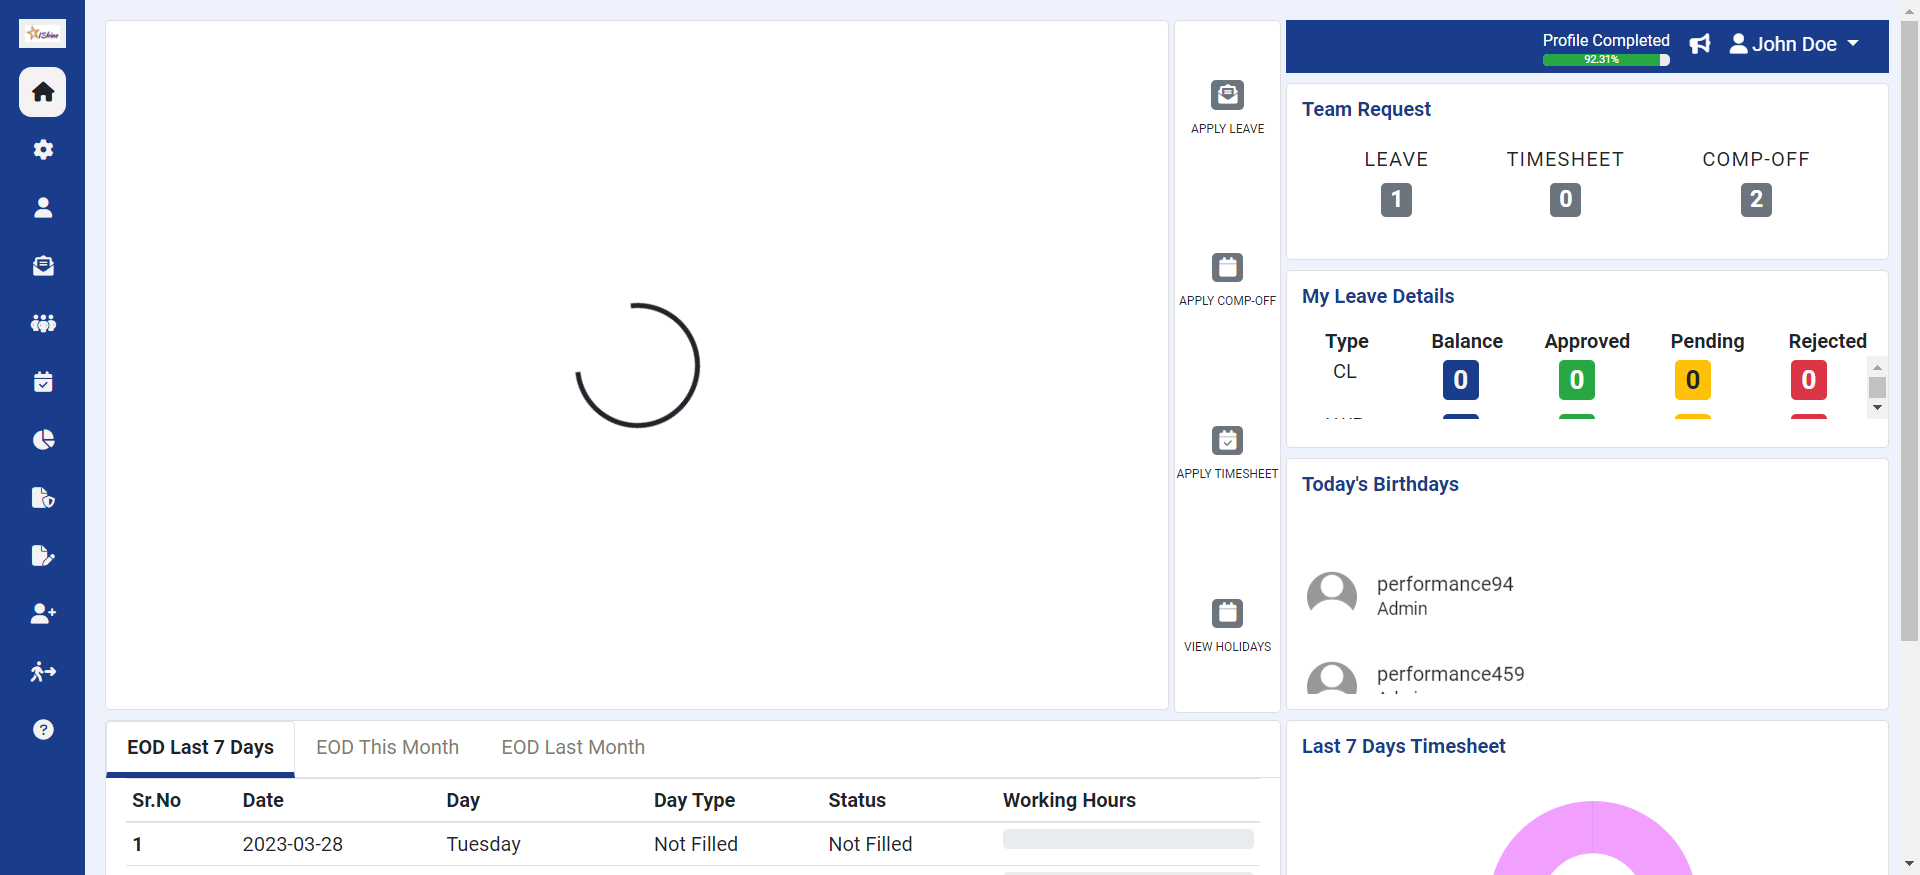 iShine
Profile Completed
92.31%
John Doe
APPLY LEAVE
APPLY COMP-OFF
APPLY TIMESHEET
VIEW HOLIDAYS
Team Request
LEAVE TIMESHEET COMP-OFF
1 0 2
My Leave Details
Type Balance Approved Pending Rejected
CL 0 0 0 0
Today's Birthdays
performance94
Admin
performance459
EOD Last 7 Days EOD This Month EOD Last Month
Sr.No Date Day Day Type Status Working Hours
1 2023-03-28 Tuesday Not Filled Not Filled
Last 7 Days Timesheet